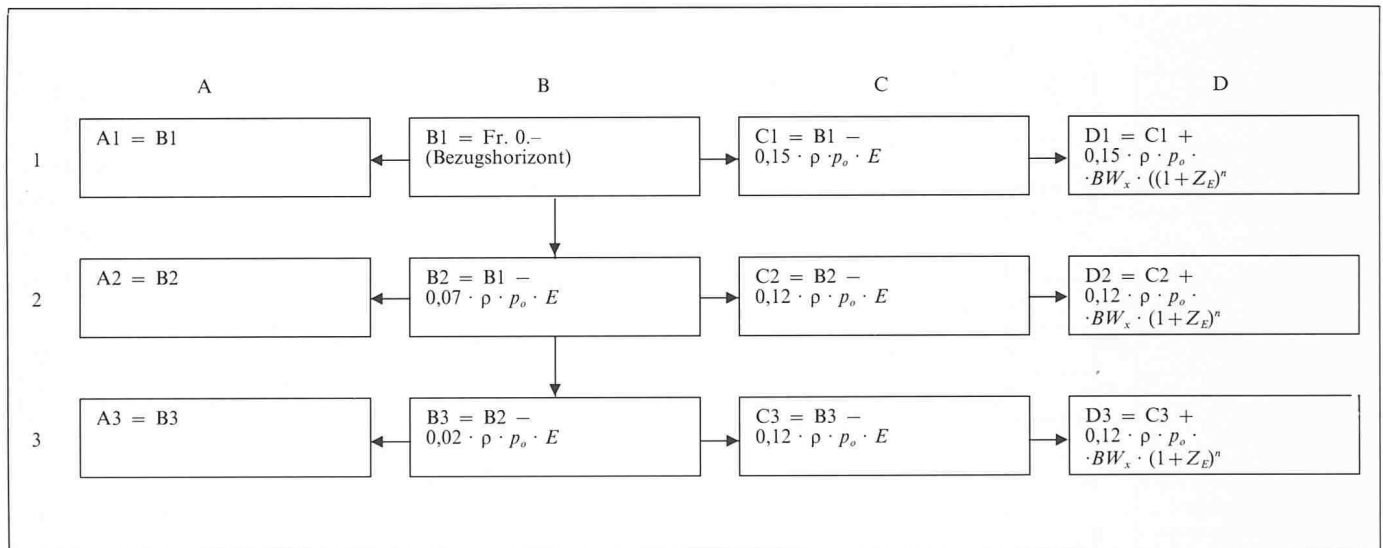 A B C D
1
A1 = B1
B1 = Fr. 0.–
(Bezugshorizont)
C1 = B1 –
0,15 · ρ ·p_o · E
D1 = C1 +
0,15 · ρ · p_o ·
·BW_x · ((1+Z_E)^n
2
A2 = B2
B2 = B1 –
0,07 · ρ · p_o · E
C2 = B2 –
0,12 · ρ · p_o · E
D2 = C2 +
0,12 · ρ · p_o ·
·BW_x · (1+Z_E)^n
3
A3 = B3
B3 = B2 –
0,02 · ρ · p_o · E
C3 = B3 –
0,12 · ρ · p_o · E
D3 = C3 +
0,12 · ρ · p_o ·
·BW_x · (1+Z_E)^n